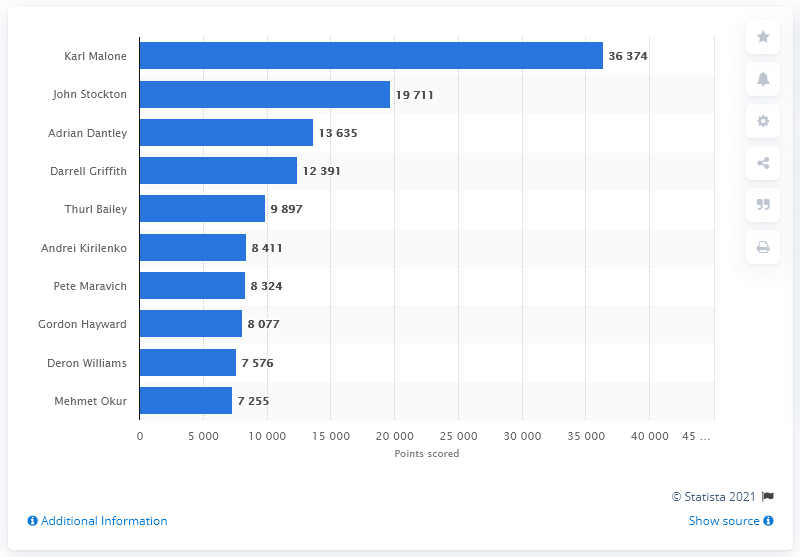 Karl Malone 36 374
John Stockton 19 711
Adrian Dantley 13 635
Darrell Griffith 12 391
Thurl Bailey 9 897
Andrei Kirilenko 8 411
Pete Maravich 8 324
Gordon Hayward 8 077
Deron Williams 7 576
Mehmet Okur 7 255
0 5 000 10 000 15 000 20 000 25 000 30 000 35 000 40 000 45 ...
Points scored
© Statista 2021
Additional Information Show source